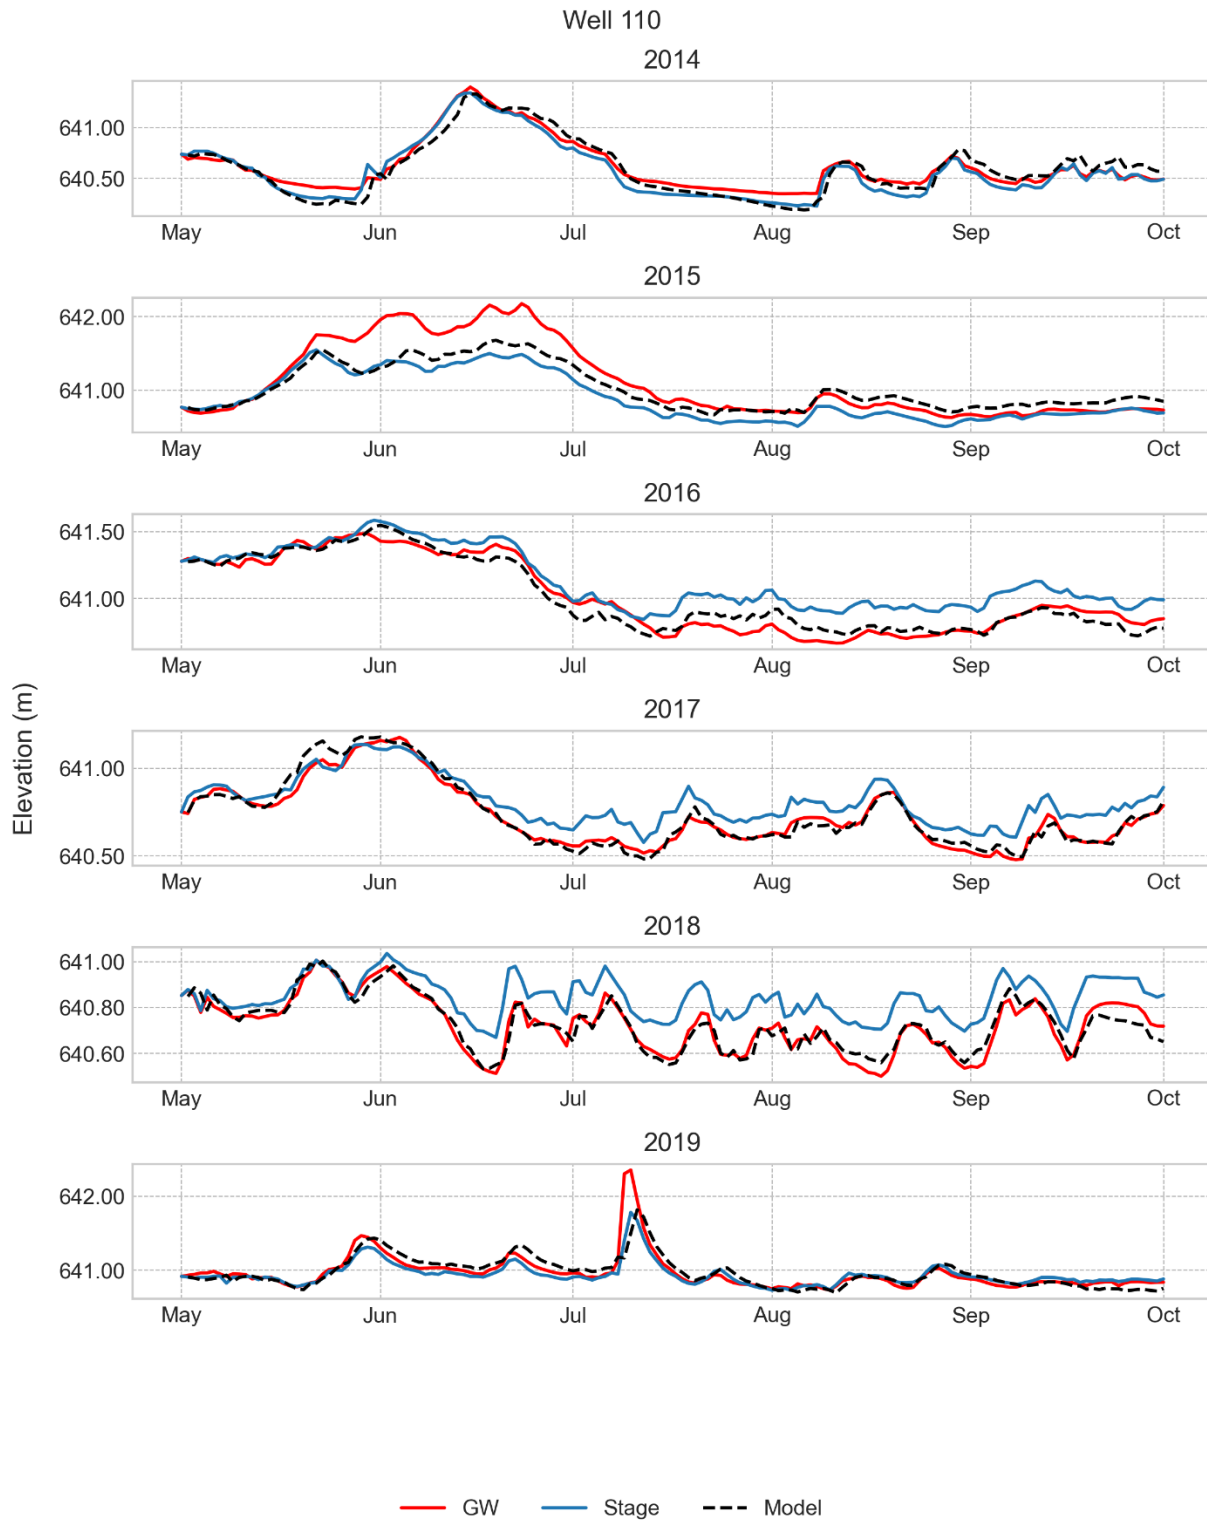 Well 110
2014
641.00
640.50
May Jun Jul Aug Sep Oct
2015
642.00
641.00
May Jun Jul Aug Sep Oct
2016
641.50
641.00
May Jun Jul Aug Sep Oct
Elevation (m)
2017
641.00
640.50
May Jun Jul Aug Sep Oct
2018
641.00
640.80
640.60
May Jun Jul Aug Sep Oct
2019
642.00
641.00
May Jun Jul Aug Sep Oct
GW Stage Model